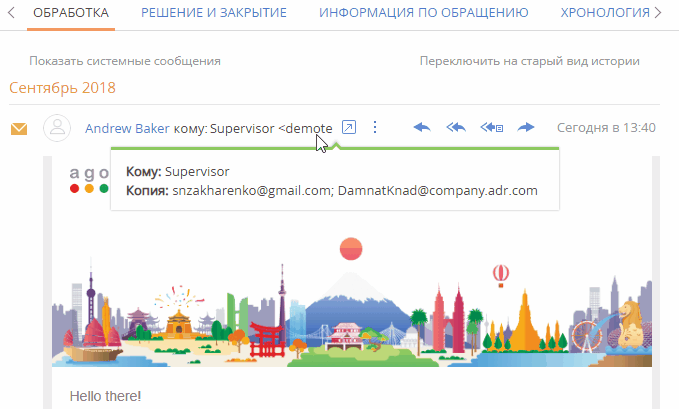 ОБРАБОТКА РЕШЕНИЕ И ЗАКРЫТИЕ ИНФОРМАЦИЯ ПО ОБРАЩЕНИЮ ХРОНОЛОГИЯ
Показать системные сообщения Переключить на старый вид истории
Сентябрь 2018
Andrew Baker кому: Supervisor <demote Сегодня в 13:40
Кому: Supervisor
Копия: snzakharenko@gmail.com; DamnatKnad@company.adr.com
ago
Hello there!